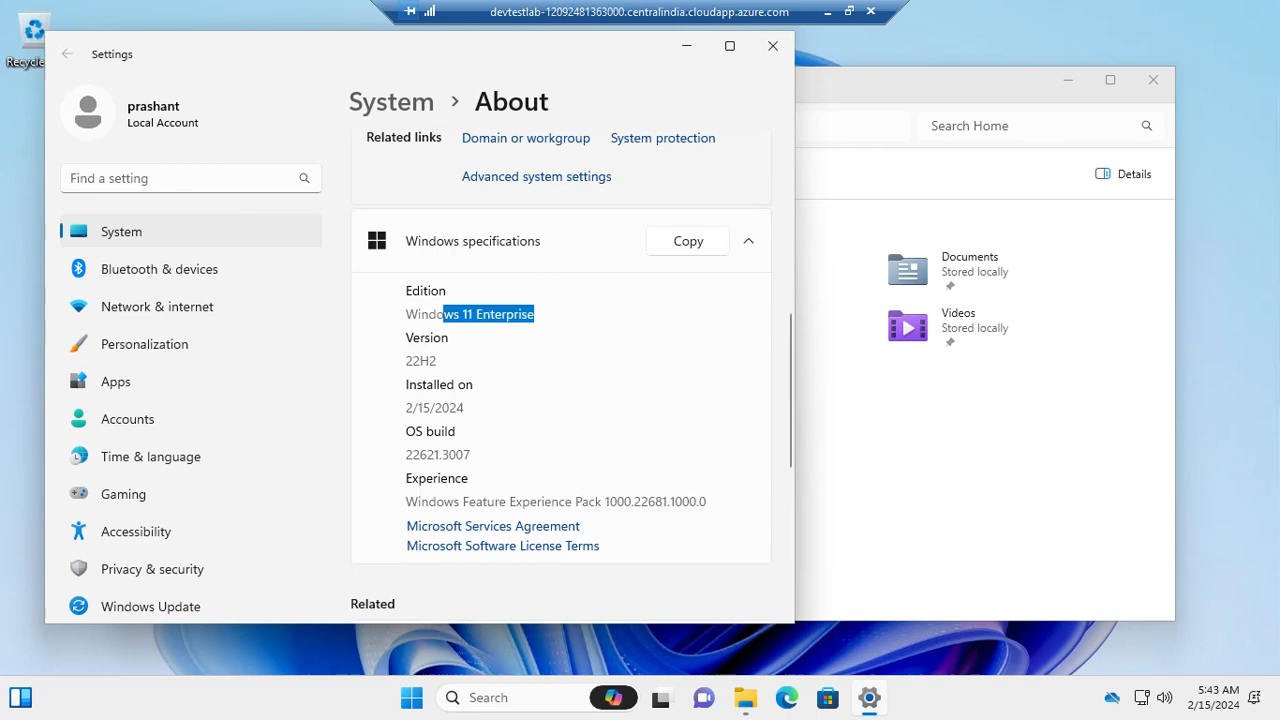 devtestlab-12092481363000.centralindia.cloudapp.azure.com
Recycle
Settings
prashant
Local Account
Find a setting
System
Bluetooth & devices
Network & internet
Personalization
Apps
Accounts
Time & language
Gaming
Accessibility
Privacy & security
Windows Update
System > About
Related links Domain or workgroup System protection
Advanced system settings
Windows specifications Copy
Edition
Windows 11 Enterprise
Version
22H2
Installed on
2/15/2024
OS build
22621.3007
Experience
Windows Feature Experience Pack 1000.22681.1000.0
Microsoft Services Agreement
Microsoft Software License Terms
Related
Search Home
Details
Documents
Stored locally
Videos
Stored locally
Search
5:43 AM
2/15/2024